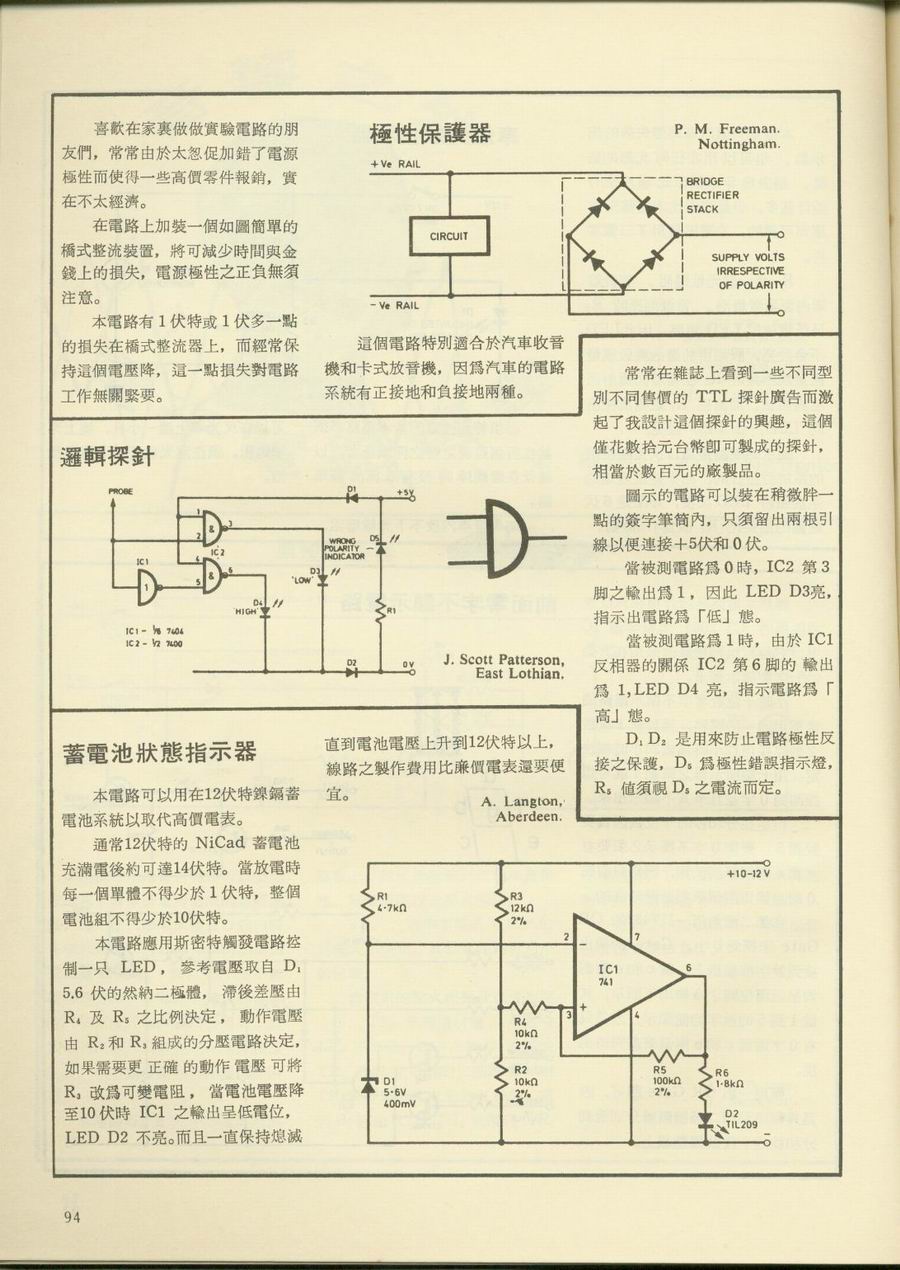 極性保護器
P. M. Freeman.
Nottingham.
喜歡在家裏做做實驗電路的朋
友們，常常由於太怱促加錯了電源
極性而使得一些高價零件報銷，實
在不太經濟。
在電路上加裝一個如圖簡單的
橋式整流裝置，將可減少時間與金
錢上的損失，電源極性之正負無須
注意。
本電路有1伏特或1伏多一點
的損失在橋式整流器上，而經常保
持這個電壓降，這一點損失對電路
工作無關緊要。
+Ve RAIL
CIRCUIT
- Ve RAIL
BRIDGE
RECTIFIER
STACK
SUPPLY VOLTS
IRRESPECTIVE
OF POLARITY
這個電路特別適合於汽車收音
機和卡式放音機，因爲汽車的電路
系統有正接地和負接地兩種。
邏輯探針
PROBE
D1
+5V
1
2
&
3
IC2
4
5
&
6
IC1
1
WRONG
POLARITY
INDICATOR
D5
D3
'LOW'
D4
'HIGH'
R1
IC1 - 1/6 7404
IC2 - 1/2 7400
D2
0V
J. Scott Patterson,
East Lothian.
常常在雜誌上看到一些不同型
別不同售價的 TTL 探針廣告而激
起了我設計這個探針的興趣，這個
僅花數拾元台幣卽可製成的探針，
相當於數百元的廠製品。
圖示的電路可以裝在稍微胖一
點的簽字筆筒內，只須留出兩根引
線以便連接+5伏和0伏。
當被測電路爲0時，IC2 第3
脚之輸出爲1，因此 LED D3亮，
指示出電路爲「低」態。
當被測電路爲1時，由於 IC1
反相器的關係 IC2 第6脚的 輸出
爲 1, LED D4 亮，指示電路爲「
高」態。
D₁ D₂ 是用來防止電路極性反
接之保護，D₅ 爲極性錯誤指示燈，
R₅ 値須視 D₅ 之電流而定。
蓄電池狀態指示器
本電路可以用在12伏特鎳鎘蓄
電池系統以取代高價電表。
通常12伏特的 NiCad 蓄電池
充滿電後約可達14伏特。當放電時
每一個單體不得少於1伏特，整個
電池組不得少於10伏特。
本電路應用斯密特觸發電路控
制一只 LED，參考電壓取自 D₁
5.6 伏的然納二極體，滯後差壓由
R₄ 及 R₅ 之比例決定，動作電壓
由 R₂ 和 R₃ 組成的分壓電路決定，
如果需要更 正確 的動作 電壓 可將
R₃ 改爲可變電阻，當電池電壓降
至10伏時 IC1 之輸出呈低電位，
LED D2 不亮。而且一直保持熄滅
直到電池電壓上升到12伏特以上，
線路之製作費用比廉價電表還要便
宜。
A. Langton,
Aberdeen.
+10-12V
R1
4·7kΩ
R3
12kΩ
2%
2
-
7
IC1
741
6
3
+
4
R4
10kΩ
2%
R2
10kΩ
2%
R5
100kΩ
2%
R6
1·8kΩ
D1
5·6V
400mV
D2
TIL209
-
94